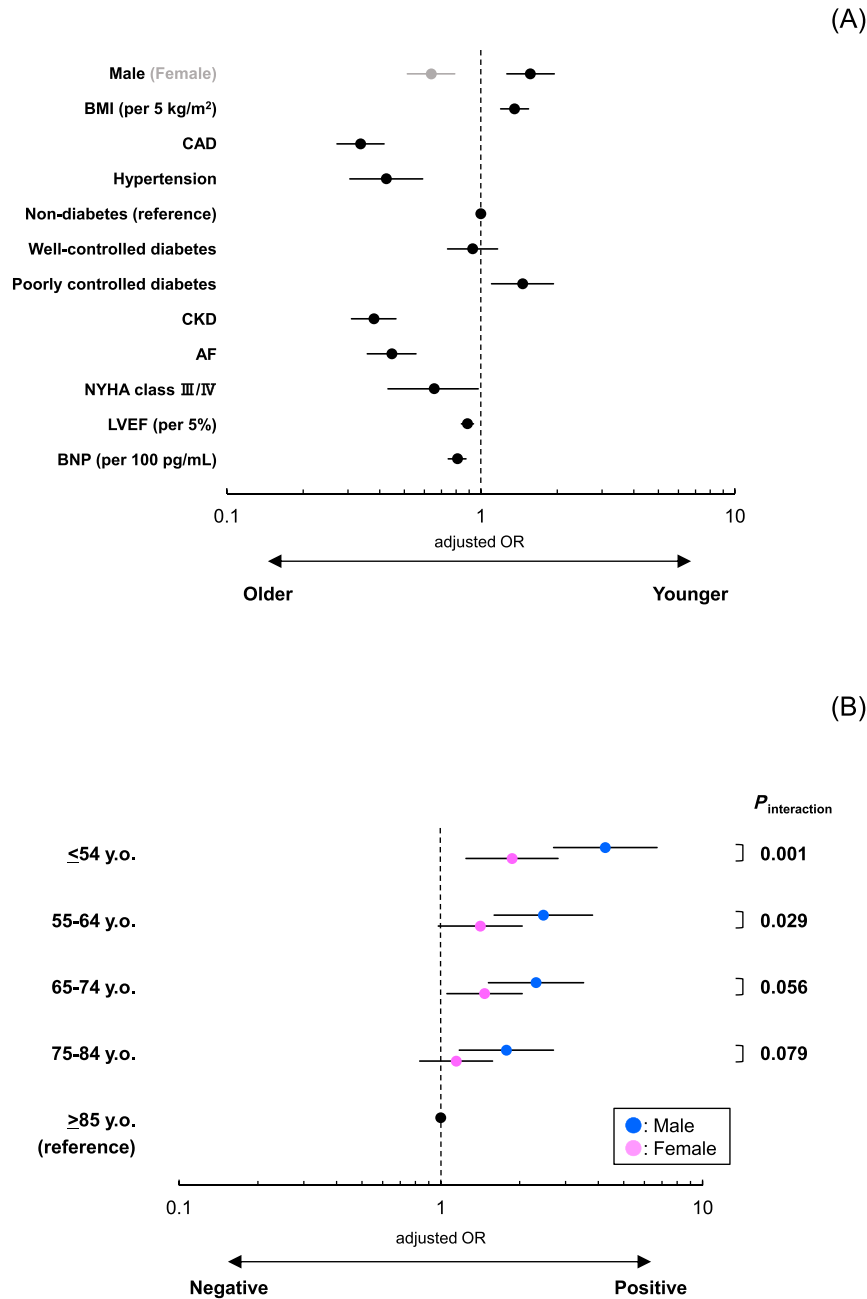 (A)
Male (Female)
BMI (per 5 kg/m²)
CAD
Hypertension
Non-diabetes (reference)
Well-controlled diabetes
Poorly controlled diabetes
CKD
AF
NYHA class Ⅲ/Ⅳ
LVEF (per 5%)
BNP (per 100 pg/mL)
0.1 1 10
adjusted OR
Older Younger
(B)
P interaction
≤54 y.o. 0.001
55-64 y.o. 0.029
65-74 y.o. 0.056
75-84 y.o. 0.079
≥85 y.o.
(reference)
: Male
: Female
0.1 1 10
adjusted OR
Negative Positive